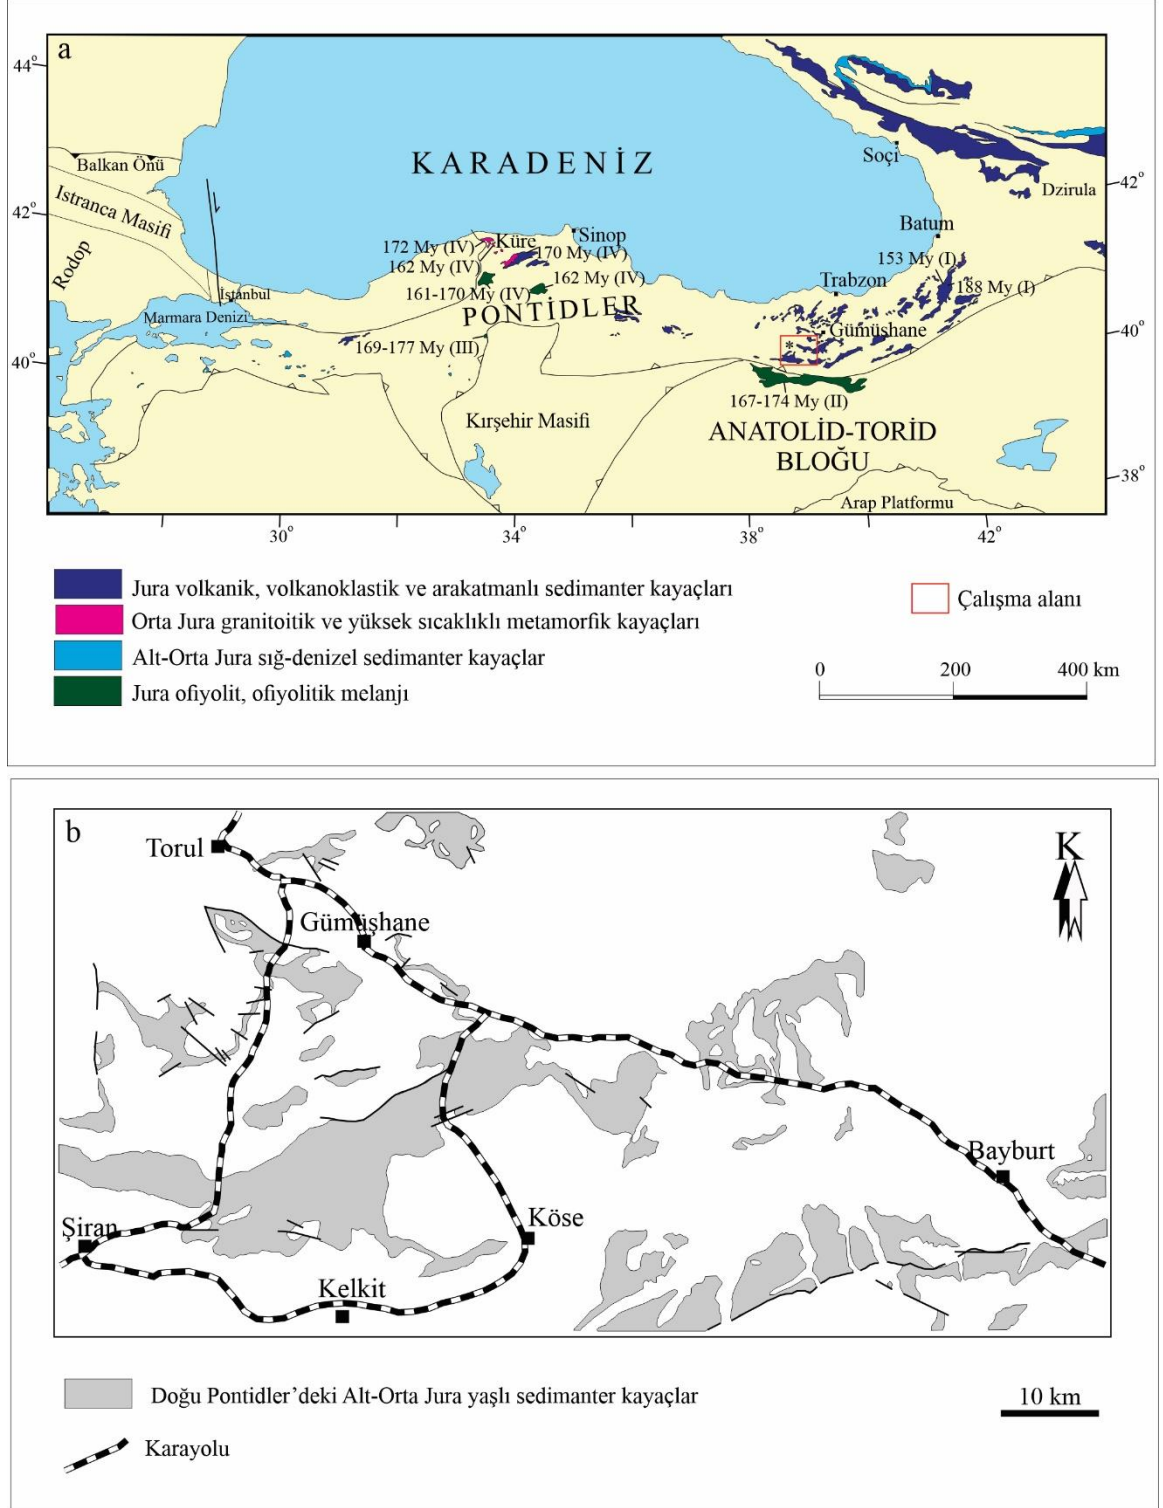 a
44°
42°
40°
KARADENİZ
Balkan Önü
Istranca Masifi
Rodop
İstanbul
Marmara Denizi
172 My (IV)
Küre
Sinop
170 My (IV)
162 My (IV)
162 My (IV)
161-170 My (IV)
PONTİDLER
169-177 My (III)
Kırşehir Masifi
Soçi
Dzirula
Batum
153 My (I)
188 My (I)
Trabzon
Gümüşhane
*
167-174 My (II)
ANATOLİD-TORİD
BLOĞU
Arap Platformu
42°
40°
38°
30°
34°
38°
42°
Jura volkanik, volkanoklastik ve arakatmanlı sedimanter kayaçları
Orta Jura granitoitik ve yüksek sıcaklıklı metamorfik kayaçları
Alt-Orta Jura sığ-denizel sedimanter kayaçlar
Jura ofiyolit, ofiyolitik melanjı
Çalışma alanı
0 200 400 km
b
K
Torul
Gümüşhane
Bayburt
Şiran
Köse
Kelkit
Doğu Pontidler’deki Alt-Orta Jura yaşlı sedimanter kayaçlar
10 km
Karayolu